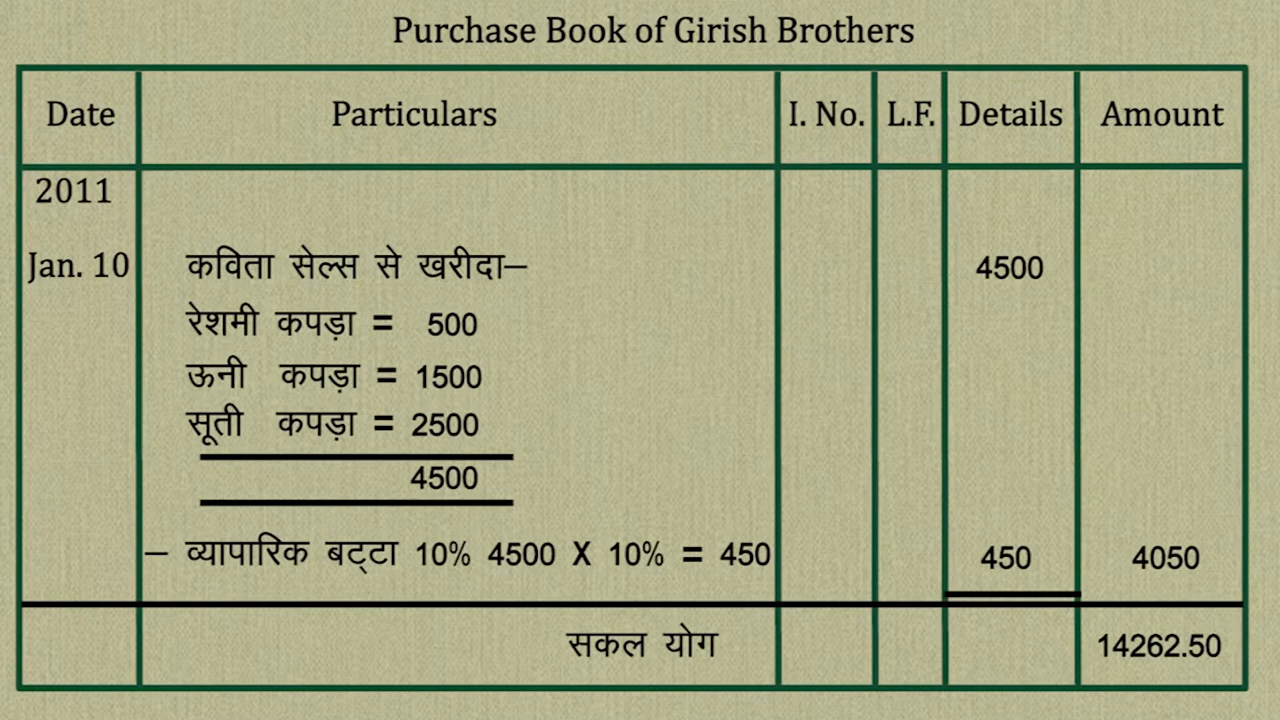 Purchase Book of Girish Brothers
Date Particulars I. No. L.F. Details Amount
2011
Jan. 10 कविता सेल्स से खरीदा– 4500
रेशमी कपड़ा = 500
ऊनी कपड़ा = 1500
सूती कपड़ा = 2500
4500
– व्यापारिक बट्टा 10% 4500 X 10% = 450 450 4050
सकल योग 14262.50